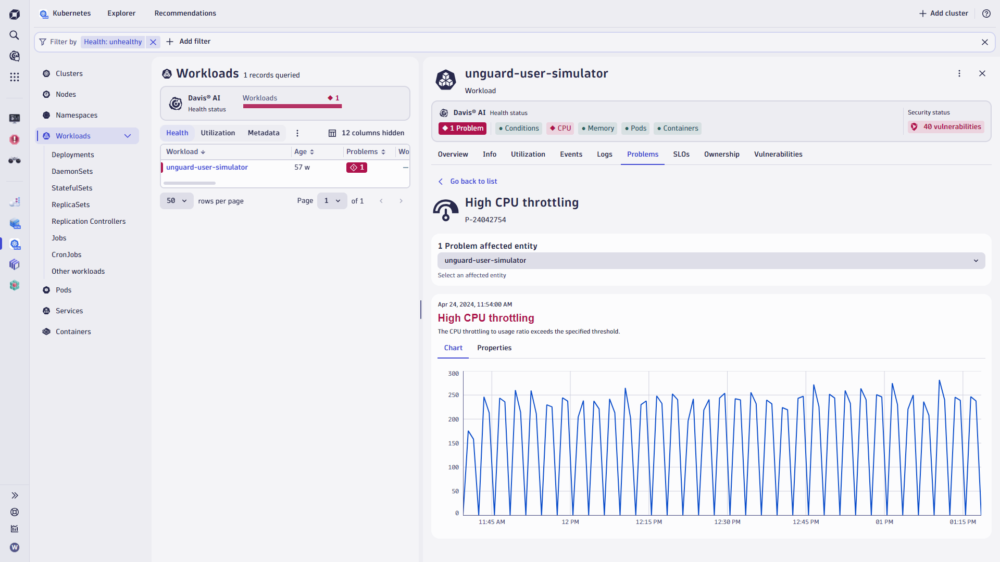 Kubernetes Explorer Recommendations
Add cluster
Filter by Health: unhealthy Add filter
Clusters
Nodes
Namespaces
Workloads
Deployments
DaemonSets
StatefulSets
ReplicaSets
Replication Controllers
Jobs
CronJobs
Other workloads
Pods
Services
Containers
NEW
NEW
NEW
W
Workloads 1 records queried
Davis® AI
Health status
Workloads 1
Health Utilization Metadata 12 columns hidden
Workload Age Problems Wo
unguard-user-simulator 57 w 1 —
50 rows per page Page 1 of 1
unguard-user-simulator
Workload
Davis® AI Health status
1 Problem Conditions CPU Memory Pods Containers
Security status
40 vulnerabilities
Overview Info Utilization Events Logs Problems SLOs Ownership Vulnerabilities
Go back to list
High CPU throttling
P-24042754
1 Problem affected entity
unguard-user-simulator
Select an affected entity
Apr 24, 2024, 11:54:00 AM
High CPU throttling
The CPU throttling to usage ratio exceeds the specified threshold.
Chart Properties
300
250
200
150
100
50
0
11:45 AM 12 PM 12:15 PM 12:30 PM 12:45 PM 01 PM 01:15 PM